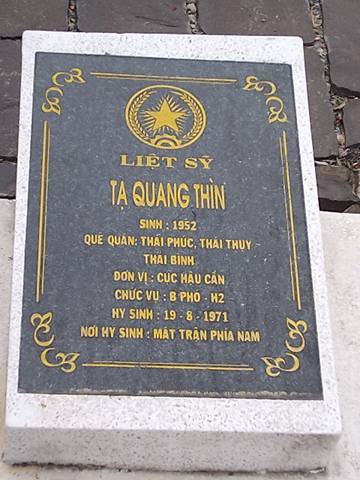 LIỆT SỸ
TẠ QUANG THÌN
SINH : 1952
QUÊ QUÁN: THÁI PHÚC, THÁI THỤY -
THÁI BÌNH
ĐƠN VỊ : CỤC HẬU CẦN
CHỨC VỤ : B PHÓ - H2
HY SINH : 19 - 8 - 1971
NƠI HY SINH : MẶT TRẬN PHÍA NAM